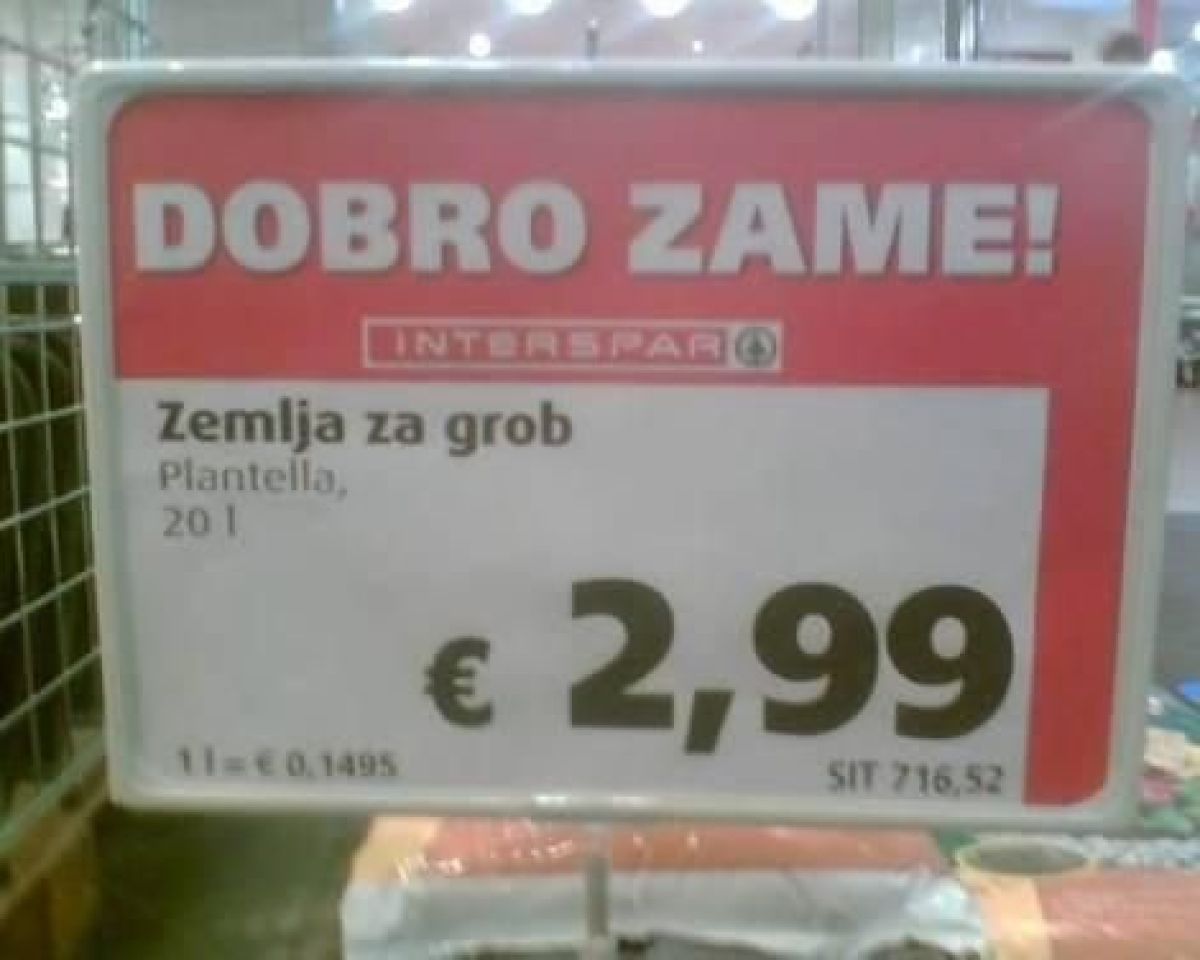 DOBRO ZAME!
INTERSPAR
Zemlja za grob
Plantella,
20 l
€ 2,99
1 l = € 0,1495
SIT 716,52